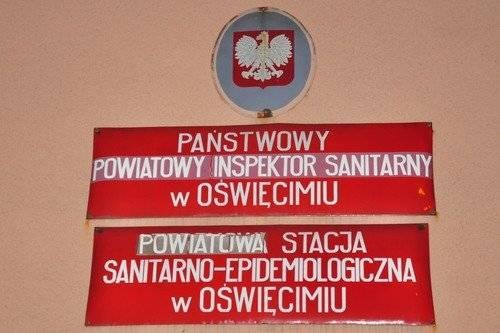 PAŃSTWOWY
POWIATOWY INSPEKTOR SANITARNY
w OŚWIĘCIMIU
POWIATOWA STACJA
SANITARNO-EPIDEMIOLOGICZNA
w OŚWIĘCIMIU